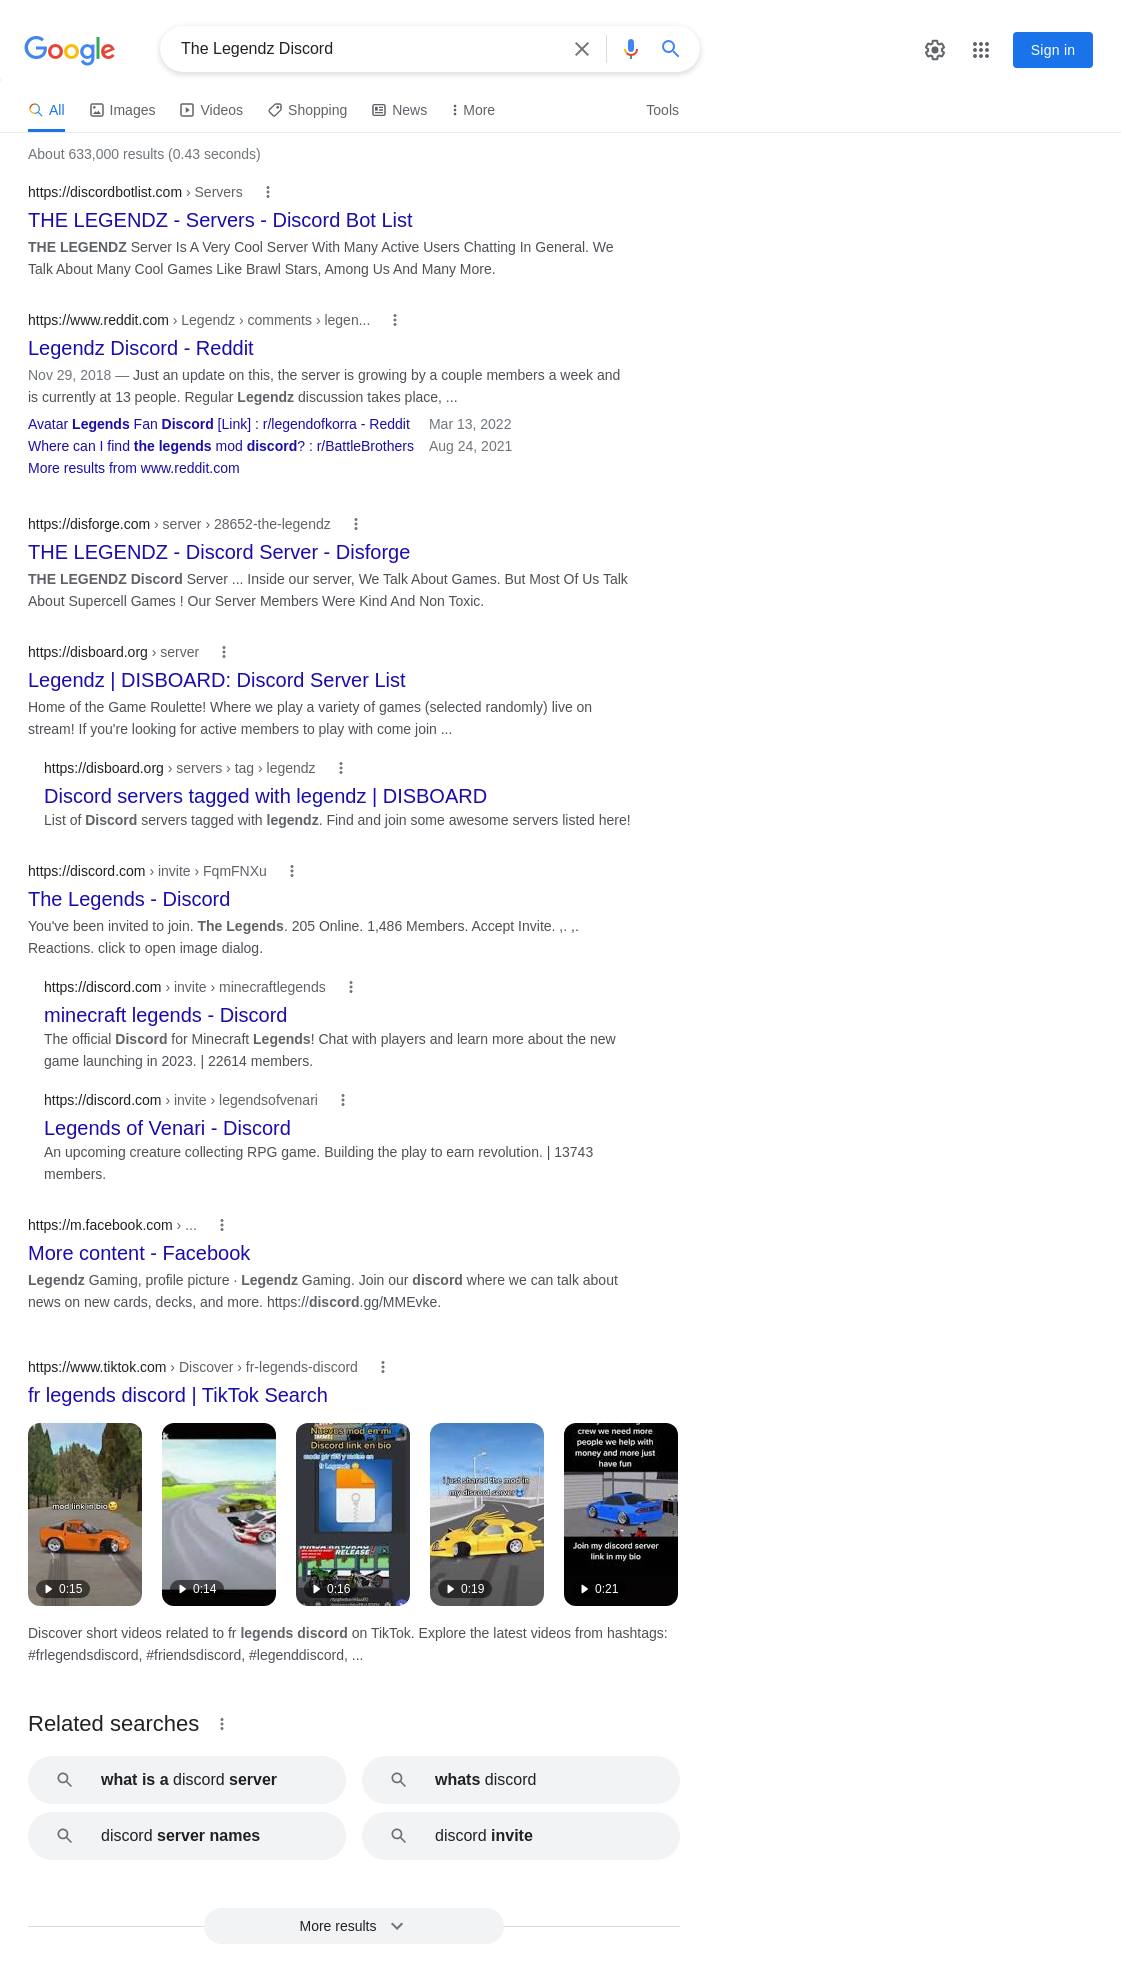 Google
The Legendz Discord
Sign in
All
Images
Videos
Shopping
News
More
Tools
About 633,000 results (0.43 seconds)
https://discordbotlist.com › Servers
THE LEGENDZ - Servers - Discord Bot List
THE LEGENDZ Server Is A Very Cool Server With Many Active Users Chatting In General. We
Talk About Many Cool Games Like Brawl Stars, Among Us And Many More.
https://www.reddit.com › Legendz › comments › legen...
Legendz Discord - Reddit
Nov 29, 2018 — Just an update on this, the server is growing by a couple members a week and
is currently at 13 people. Regular Legendz discussion takes place, ...
Avatar Legends Fan Discord [Link] : r/legendofkorra - Reddit Mar 13, 2022
Where can I find the legends mod discord? : r/BattleBrothers Aug 24, 2021
More results from www.reddit.com
https://disforge.com › server › 28652-the-legendz
THE LEGENDZ - Discord Server - Disforge
THE LEGENDZ Discord Server ... Inside our server, We Talk About Games. But Most Of Us Talk
About Supercell Games ! Our Server Members Were Kind And Non Toxic.
https://disboard.org › server
Legendz | DISBOARD: Discord Server List
Home of the Game Roulette! Where we play a variety of games (selected randomly) live on
stream! If you're looking for active members to play with come join ...
https://disboard.org › servers › tag › legendz
Discord servers tagged with legendz | DISBOARD
List of Discord servers tagged with legendz. Find and join some awesome servers listed here!
https://discord.com › invite › FqmFNXu
The Legends - Discord
You've been invited to join. The Legends. 205 Online. 1,486 Members. Accept Invite. ,. ,.
Reactions. click to open image dialog.
https://discord.com › invite › minecraftlegends
minecraft legends - Discord
The official Discord for Minecraft Legends! Chat with players and learn more about the new
game launching in 2023. | 22614 members.
https://discord.com › invite › legendsofvenari
Legends of Venari - Discord
An upcoming creature collecting RPG game. Building the play to earn revolution. | 13743
members.
https://m.facebook.com › ...
More content - Facebook
Legendz Gaming, profile picture · Legendz Gaming. Join our discord where we can talk about
news on new cards, decks, and more. https://discord.gg/MMEvke.
https://www.tiktok.com › Discover › fr-legends-discord
fr legends discord | TikTok Search
mod link in bio
0:15
0:14
Nuevos mod en mi
Discord link en bio
fr Legends
RELEASE
0:16
i just shared the mod in
my discord server
0:19
crew we need more
people we help with
money and more just
have fun
Join my discord server
link in my bio
0:21
Discover short videos related to fr legends discord on TikTok. Explore the latest videos from hashtags:
#frlegendsdiscord, #friendsdiscord, #legenddiscord, ...
Related searches
what is a discord server
whats discord
discord server names
discord invite
More results